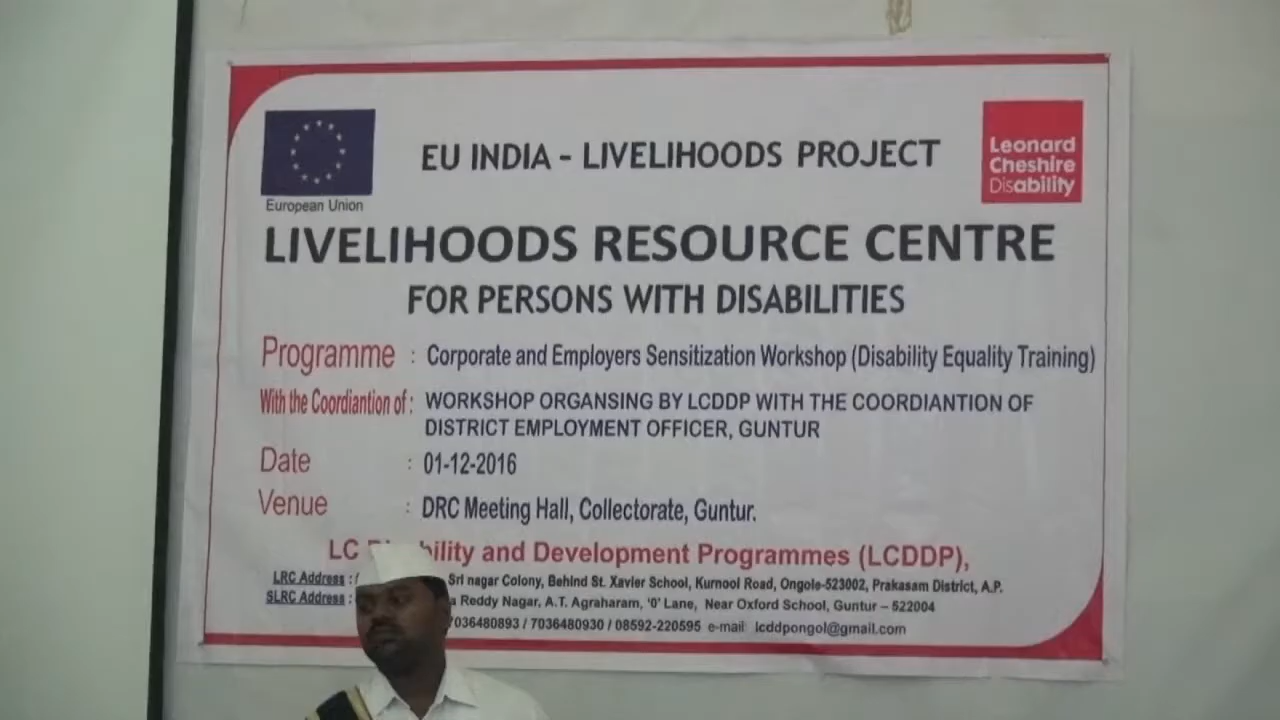 European Union
EU INDIA - LIVELIHOODS PROJECT
Leonard
Cheshire
Disability
LIVELIHOODS RESOURCE CENTRE
FOR PERSONS WITH DISABILITIES
Programme : Corporate and Employers Sensitization Workshop (Disability Equality Training)
With the Coordiantion of : WORKSHOP ORGANSING BY LCDDP WITH THE COORDIANTION OF
DISTRICT EMPLOYMENT OFFICER, GUNTUR
Date : 01-12-2016
Venue : DRC Meeting Hall, Collectorate, Guntur.
LC and Development Programmes (LCDDP),
LRC Address : Sri nagar Colony, Behind St. Xavier School, Kurnool Road, Ongole-523002, Prakasam District, A.P.
SLRC Address : Reddy Nagar, A.T. Agraharam, '0' Lane, Near Oxford School, Guntur – 522004
7036480893 / 7036480930 / 08592-220595 e-mail lcddpongol@gmail.com